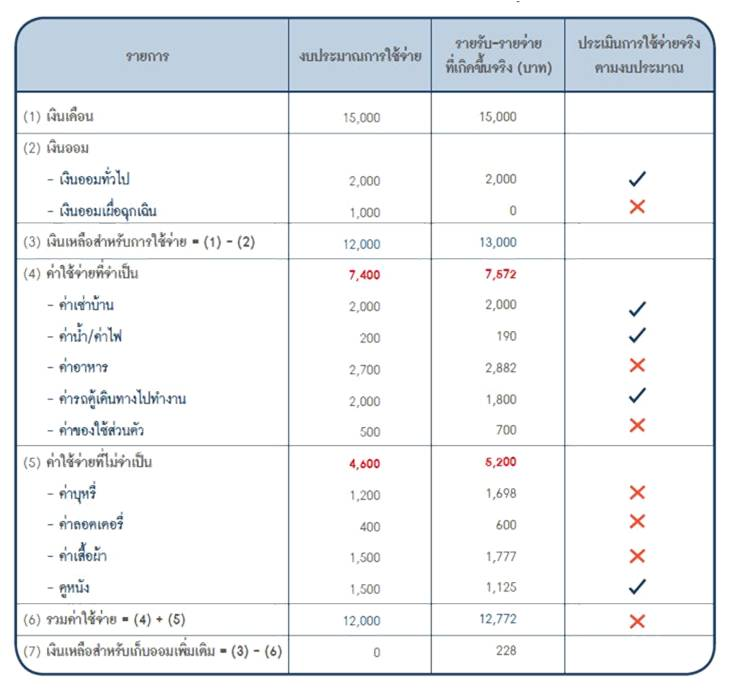 รายการ งบประมาณการใช้จ่าย รายรับ-รายจ่าย ที่เกิดขึ้นจริง (บาท) ประเมินการใช้จ่ายจริง ตามงบประมาณ
(1) เงินเดือน 15,000 15,000
(2) เงินออม
- เงินออมทั่วไป 2,000 2,000 ✓
- เงินออมเผื่อฉุกเฉิน 1,000 0 ✗
(3) เงินเหลือสำหรับการใช้จ่าย = (1) - (2) 12,000 13,000
(4) ค่าใช้จ่ายที่จำเป็น 7,400 7,572
- ค่าเช่าบ้าน 2,000 2,000 ✓
- ค่าน้ำ/ค่าไฟ 200 190 ✓
- ค่าอาหาร 2,700 2,882 ✗
- ค่ารถตู้เดินทางไปทำงาน 2,000 1,800 ✓
- ค่าของใช้ส่วนตัว 500 700 ✗
(5) ค่าใช้จ่ายที่ไม่จำเป็น 4,600 5,200
- ค่าบุหรี่ 1,200 1,698 ✗
- ค่าลอตเตอรี่ 400 600 ✗
- ค่าเสื้อผ้า 1,500 1,777 ✗
- ดูหนัง 1,500 1,125 ✓
(6) รวมค่าใช้จ่าย = (4) + (5) 12,000 12,772 ✗
(7) เงินเหลือสำหรับเก็บออมเพิ่มเติม = (3) - (6) 0 228